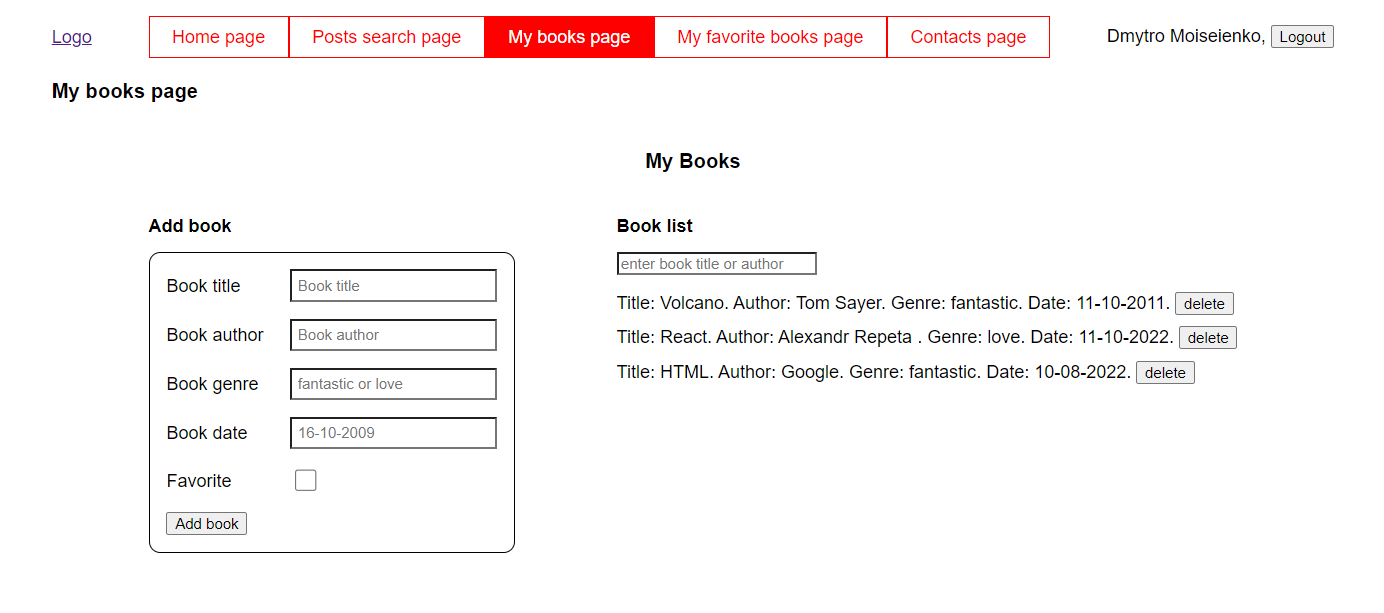 Logo Home page Posts search page My books page My favorite books page Contacts page Dmytro Moiseienko, Logout
My books page
My Books
Add book
Book title Book title
Book author Book author
Book genre fantastic or love
Book date 16-10-2009
Favorite
Add book
Book list
enter book title or author
Title: Volcano. Author: Tom Sayer. Genre: fantastic. Date: 11-10-2011. delete
Title: React. Author: Alexandr Repeta . Genre: love. Date: 11-10-2022. delete
Title: HTML. Author: Google. Genre: fantastic. Date: 10-08-2022. delete